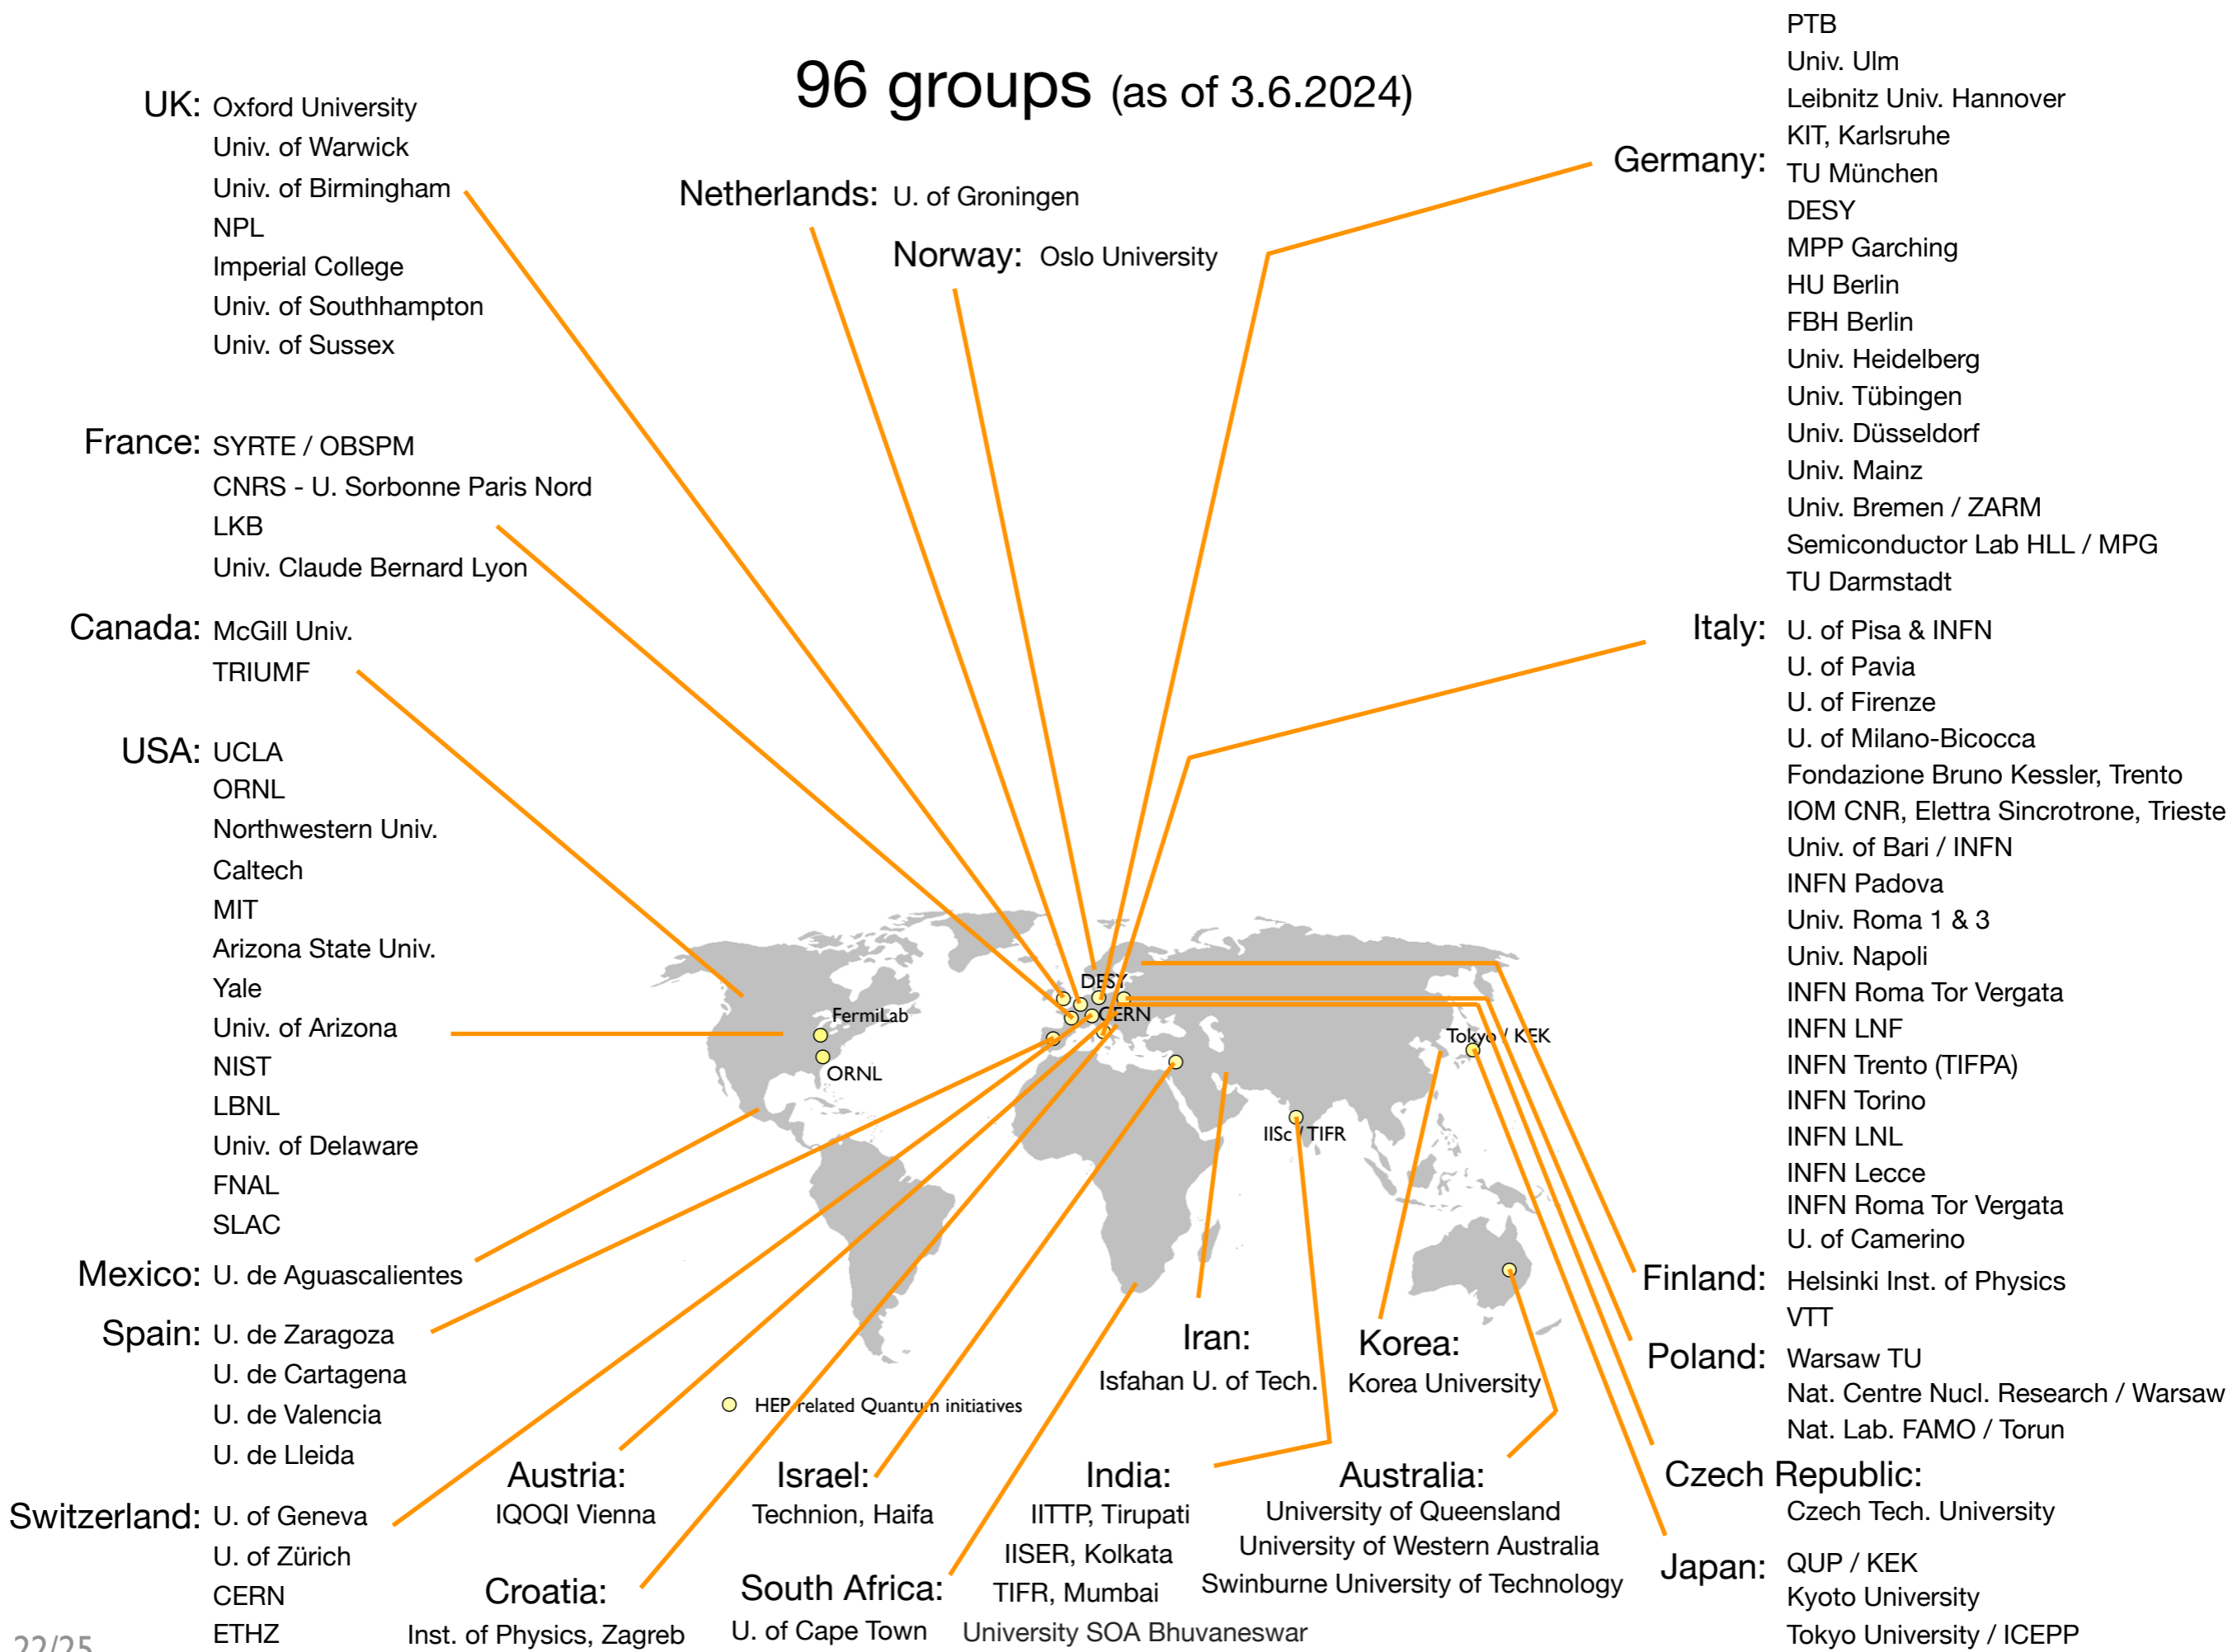 96 groups (as of 3.6.2024)
UK: Oxford University
Univ. of Warwick
Univ. of Birmingham
NPL
Imperial College
Univ. of Southhampton
Univ. of Sussex
France: SYRTE / OBSPM
CNRS - U. Sorbonne Paris Nord
LKB
Univ. Claude Bernard Lyon
Canada: McGill Univ.
TRIUMF
USA: UCLA
ORNL
Northwestern Univ.
Caltech
MIT
Arizona State Univ.
Yale
Univ. of Arizona
NIST
LBNL
Univ. of Delaware
FNAL
SLAC
Mexico: U. de Aguascalientes
Spain: U. de Zaragoza
U. de Cartagena
U. de Valencia
U. de Lleida
Switzerland: U. of Geneva
U. of Zürich
CERN
ETHZ
Netherlands: U. of Groningen
Norway: Oslo University
DESY
CERN
FermiLab
ORNL
Tokyo / KEK
IISc / TIFR
HEP related Quantum initiatives
Austria:
IQOQI Vienna
Croatia:
Inst. of Physics, Zagreb
Israel:
Technion, Haifa
South Africa:
U. of Cape Town
Iran:
Isfahan U. of Tech.
Korea:
Korea University
India:
IITTP, Tirupati
IISER, Kolkata
TIFR, Mumbai
University SOA Bhuvaneswar
Australia:
University of Queensland
University of Western Australia
Swinburne University of Technology
PTB
Univ. Ulm
Leibnitz Univ. Hannover
KIT, Karlsruhe
Germany: TU München
DESY
MPP Garching
HU Berlin
FBH Berlin
Univ. Heidelberg
Univ. Tübingen
Univ. Düsseldorf
Univ. Mainz
Univ. Bremen / ZARM
Semiconductor Lab HLL / MPG
TU Darmstadt
Italy: U. of Pisa & INFN
U. of Pavia
U. of Firenze
U. of Milano-Bicocca
Fondazione Bruno Kessler, Trento
IOM CNR, Elettra Sincrotrone, Trieste
Univ. of Bari / INFN
INFN Padova
Univ. Roma 1 & 3
Univ. Napoli
INFN Roma Tor Vergata
INFN LNF
INFN Trento (TIFPA)
INFN Torino
INFN LNL
INFN Lecce
INFN Roma Tor Vergata
U. of Camerino
Finland: Helsinki Inst. of Physics
VTT
Poland: Warsaw TU
Nat. Centre Nucl. Research / Warsaw
Nat. Lab. FAMO / Torun
Czech Republic:
Czech Tech. University
Japan: QUP / KEK
Kyoto University
Tokyo University / ICEPP
22/25